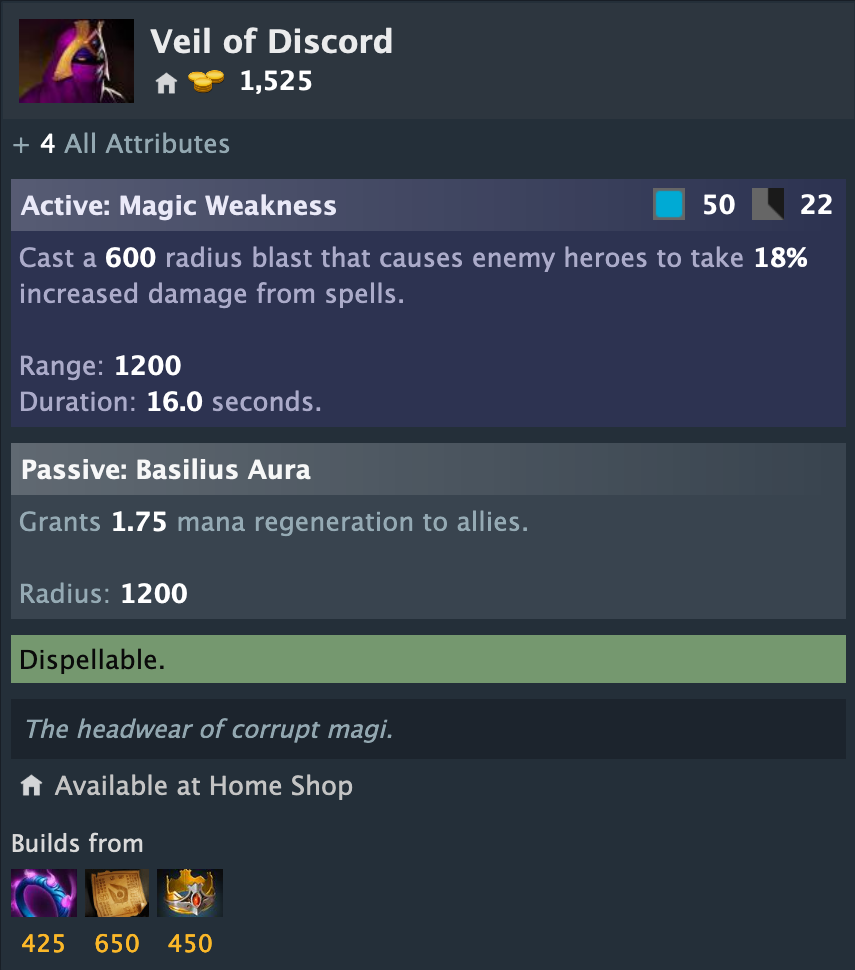 Veil of Discord
1,525
+ 4 All Attributes
Active: Magic Weakness 50 22
Cast a 600 radius blast that causes enemy heroes to take 18%
increased damage from spells.
Range: 1200
Duration: 16.0 seconds.
Passive: Basilius Aura
Grants 1.75 mana regeneration to allies.
Radius: 1200
Dispellable.
The headwear of corrupt magi.
Available at Home Shop
Builds from
425 650 450